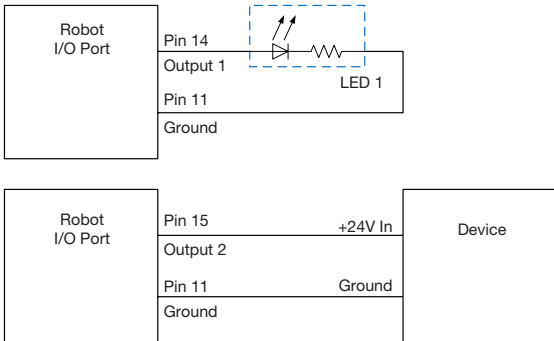 Robot
I/O Port
Pin 14
Output 1
LED 1
Pin 11
Ground
Robot
I/O Port
Pin 15
+24V In
Device
Output 2
Pin 11
Ground
Ground